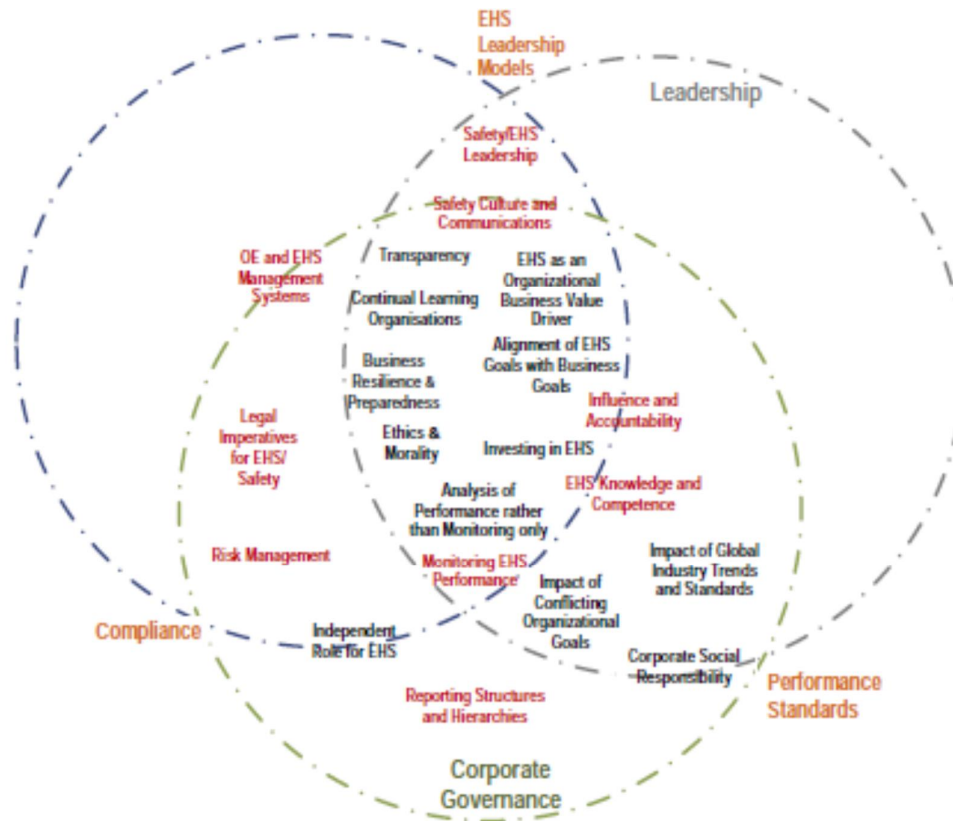 EHS
Leadership
Models
Leadership
Safety/EHS
Leadership
Safety Culture and
Communications
OE and EHS
Management
Systems
Transparency
EHS as an
Organizational
Business Value
Driver
Continual Learning
Organisations
Alignment of EHS
Goals with Business
Goals
Business
Resilience &
Preparedness
Influence and
Accountability
Legal
Imperatives
for EHS/
Safety
Ethics &
Morality
Investing in EHS
EHS Knowledge and
Competence
Analysis of
Performance rather
than Monitoring only
Risk Management
Monitoring EHS
Performance
Impact of Global
Industry Trends
and Standards
Impact of
Conflicting
Organizational
Goals
Compliance
Independent
Role for EHS
Corporate Social
Responsibility
Performance
Standards
Reporting Structures
and Hierarchies
Corporate
Governance